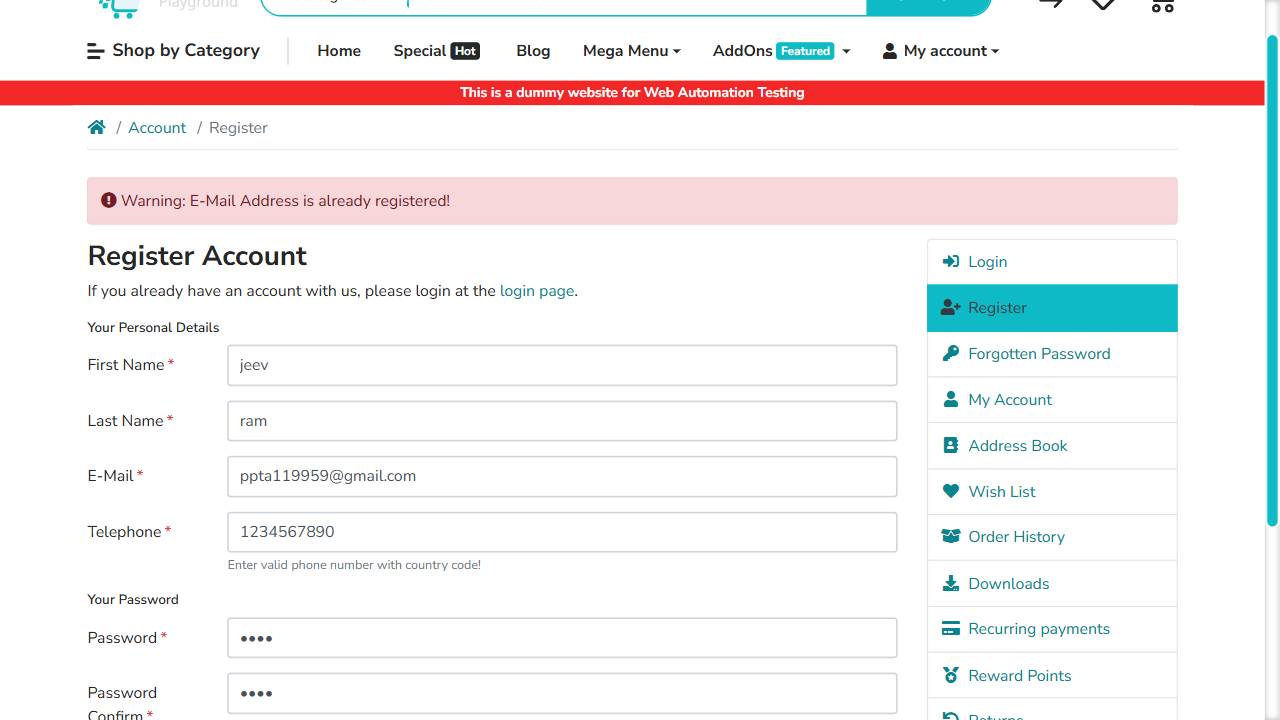 Playground
Shop by Category
Home
Special Hot
Blog
Mega Menu
AddOns Featured
My account
This is a dummy website for Web Automation Testing
/ Account / Register
Warning: E-Mail Address is already registered!
Register Account
If you already have an account with us, please login at the login page.
Your Personal Details
First Name *
jeev
Last Name *
ram
E-Mail *
ppta119959@gmail.com
Telephone *
1234567890
Enter valid phone number with country code!
Your Password
Password *
••••
Password
Confirm *
••••
Login
Register
Forgotten Password
My Account
Address Book
Wish List
Order History
Downloads
Recurring payments
Reward Points
Returns